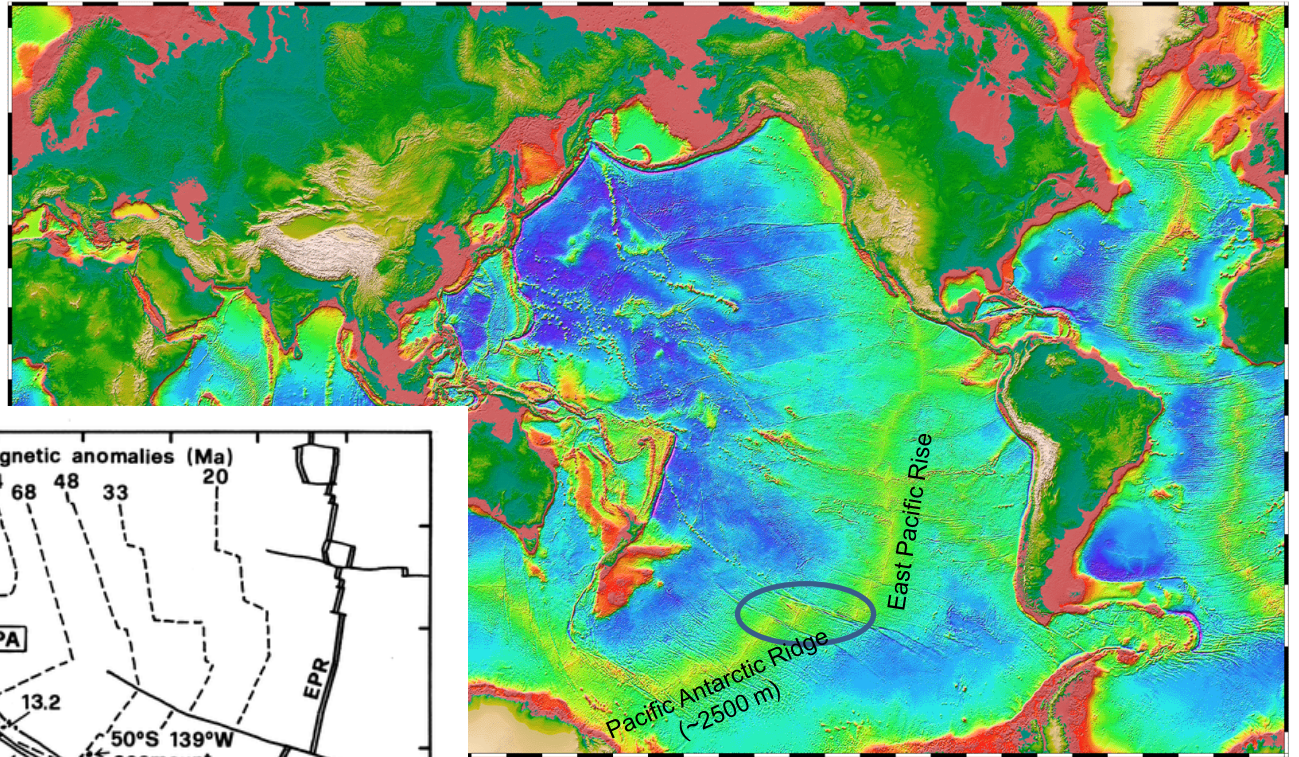 East Pacific Rise
Pacific Antarctic Ridge
(~2500 m)
gnetic anomalies (Ma)
68 48 33 20
PA
13.2
EPR
50°S 139°W